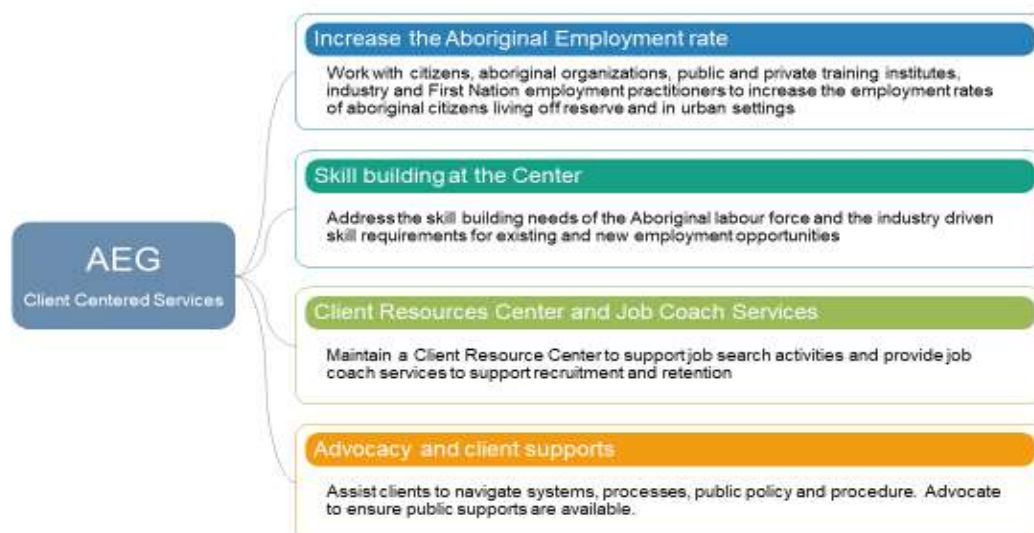 Increase the Aboriginal Employment rate
Work with citizens, aboriginal organizations, public and private training institutes,
industry and First Nation employment practitioners to increase the employment rates
of aboriginal citizens living off reserve and in urban settings
Skill building at the Center
Address the skill building needs of the Aboriginal labour force and the industry driven
skill requirements for existing and new employment opportunities
AEG
Client Centered Services
Client Resources Center and Job Coach Services
Maintain a Client Resource Center to support job search activities and provide job
coach services to support recruitment and retention
Advocacy and client supports
Assist clients to navigate systems, processes, public policy and procedure. Advocate
to ensure public supports are available.